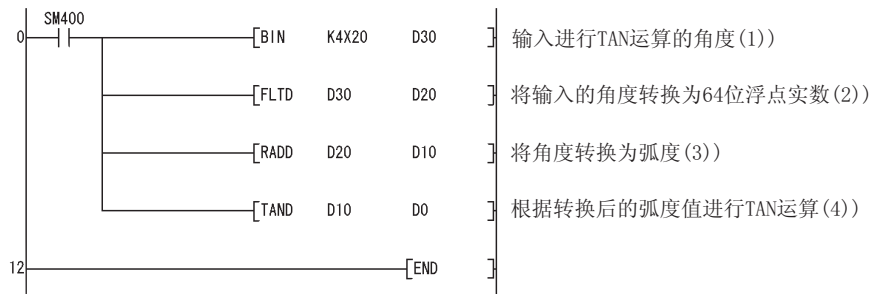 SM400
0 BIN K4X20 D30 输入进行TAN运算的角度(1))
FLTD D30 D20 将输入的角度转换为64位浮点实数(2))
RADD D20 D10 将角度转换为弧度(3))
TAND D10 D0 根据转换后的弧度值进行TAN运算(4))
12 END